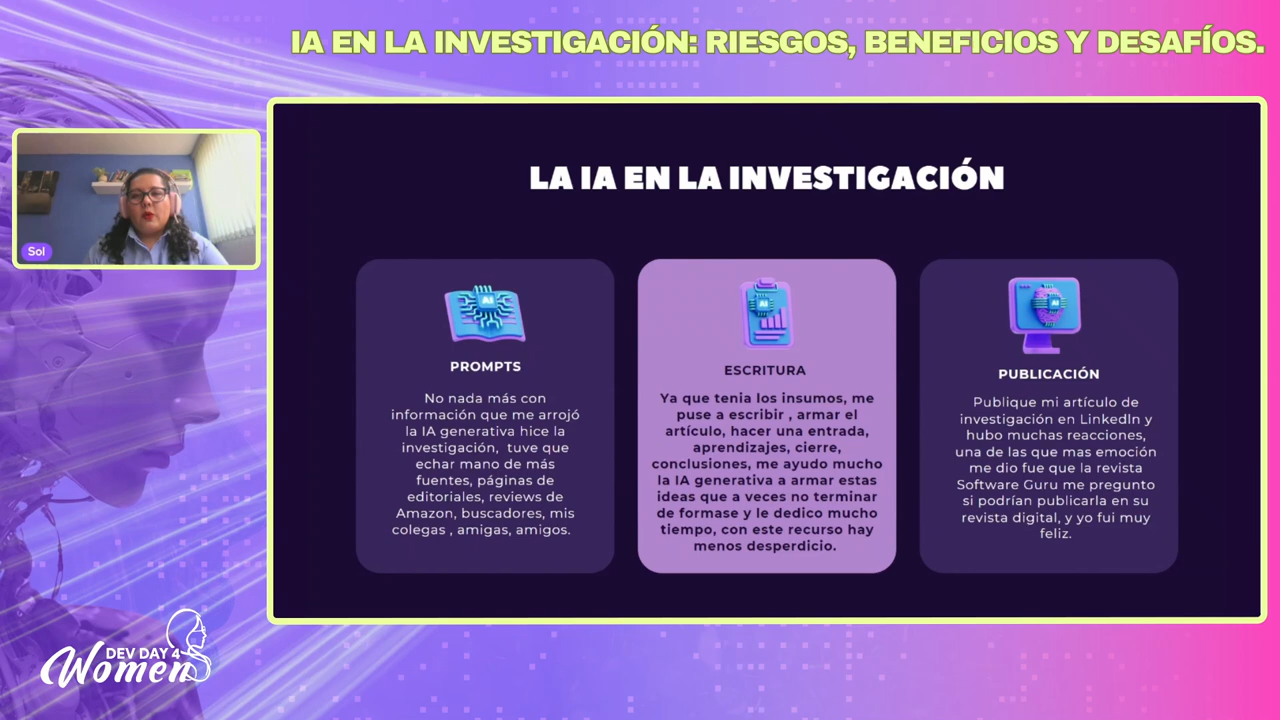 IA EN LA INVESTIGACIÓN: RIESGOS, BENEFICIOS Y DESAFÍOS.
Sol
LA IA EN LA INVESTIGACIÓN
AI
PROMPTS
No nada más con
información que me arrojó
la IA generativa hice la
investigación, tuve que
echar mano de más
fuentes, páginas de
editoriales, reviews de
Amazon, buscadores, mis
colegas , amigas, amigos.
AI
ESCRITURA
Ya que tenia los insumos, me
puse a escribir , armar el
artículo, hacer una entrada,
aprendizajes, cierre,
conclusiones, me ayudo mucho
la IA generativa a armar estas
ideas que a veces no terminar
de formase y le dedico mucho
tiempo, con este recurso hay
menos desperdicio.
AI
PUBLICACIÓN
Publique mi artículo de
investigación en LinkedIn y
hubo muchas reacciones,
una de las que mas emoción
me dio fue que la revista
Software Guru me pregunto
si podrían publicarla en su
revista digital, y yo fui muy
feliz.
DEV DAY 4
Women